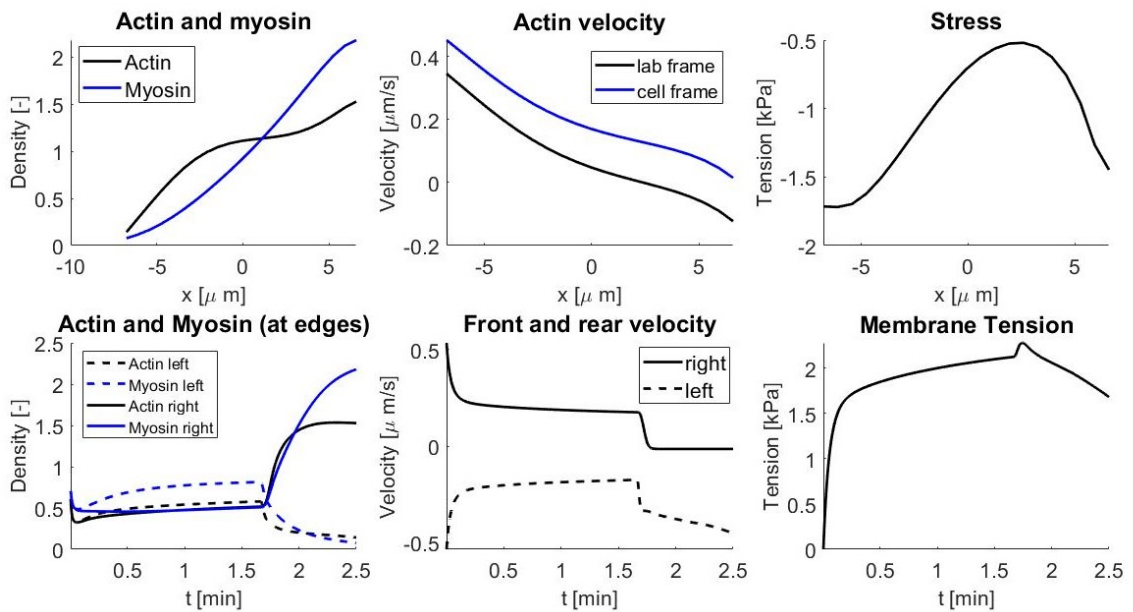 Actin and myosin
Density [-]
2
1.5
1
0.5
0
Actin
Myosin
-10
-5
0
5
x [μ m]
Actin velocity
Velocity [μm/s]
0.4
0.2
0
-0.2
lab frame
cell frame
-5
0
5
x [μ m]
Stress
Tension [kPa]
-0.5
-1
-1.5
-2
-5
0
5
x [μ m]
Actin and Myosin (at edges)
Density [-]
2.5
2
1.5
1
0.5
0
Actin left
Myosin left
Actin right
Myosin right
0.5
1
1.5
2
2.5
t [min]
Front and rear velocity
Velocity [μ m/s]
0.5
0
-0.5
right
left
0.5
1
1.5
2
2.5
t [min]
Membrane Tension
Tension [kPa]
2
1.5
1
0.5
0
0.5
1
1.5
2
2.5
t [min]